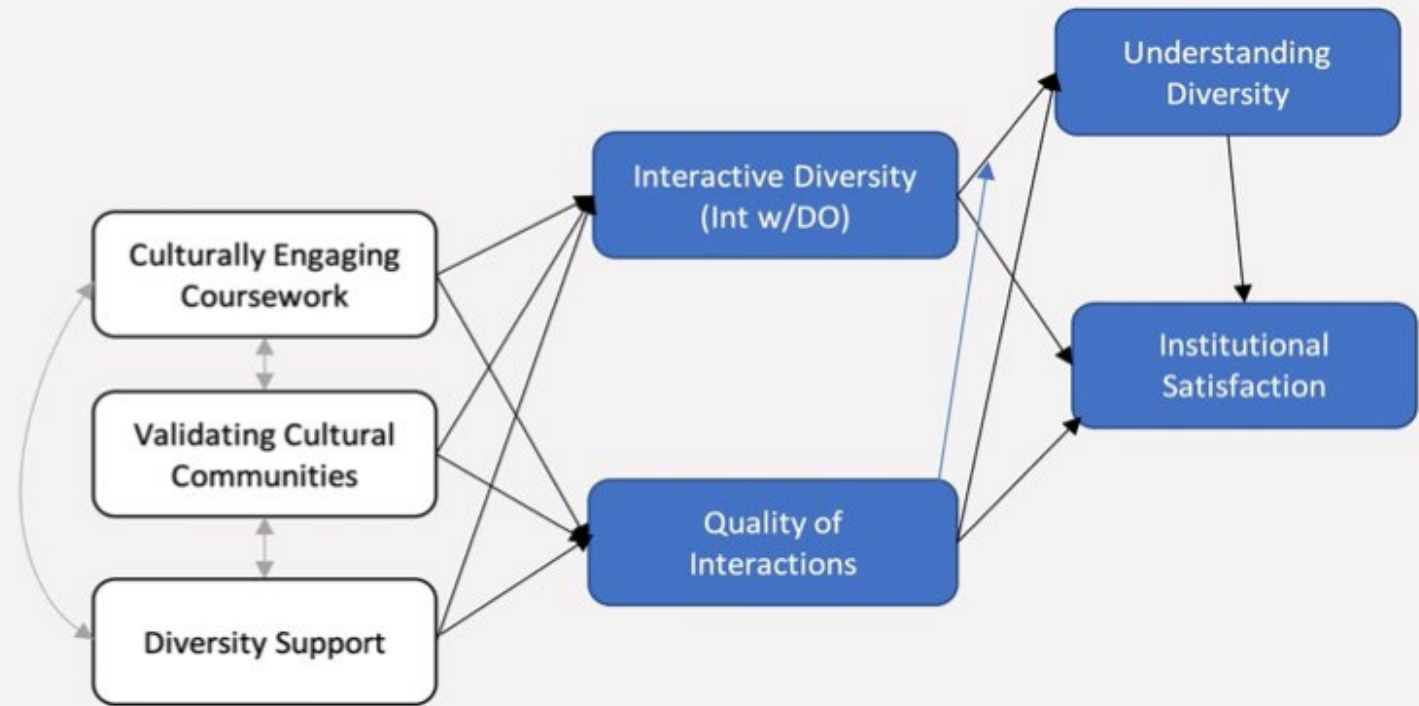 Understanding
Diversity
Interactive Diversity
(Int w/DO)
Culturally Engaging
Coursework
Institutional
Satisfaction
Validating Cultural
Communities
Quality of
Interactions
Diversity Support